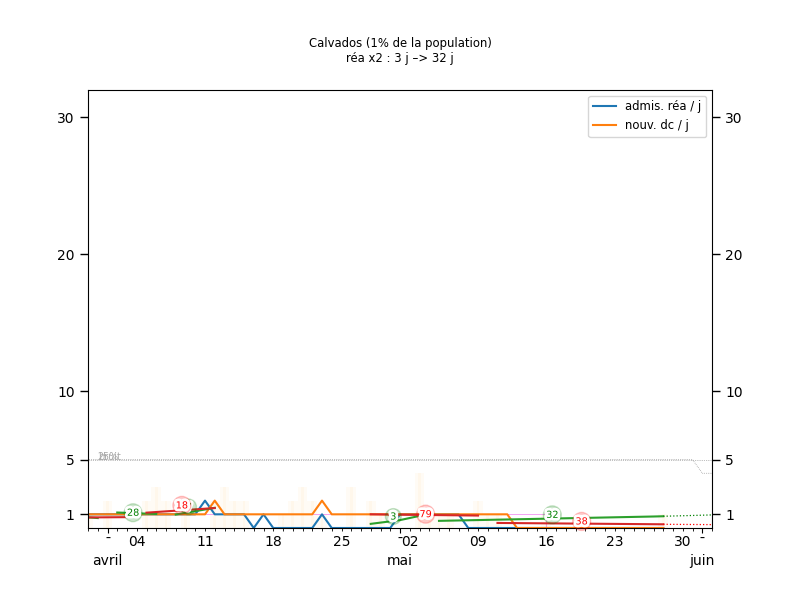 Calvados (1% de la population)
réa x2 : 3 j –> 32 j
admis. réa / j
nouv. dc / j
30 30
20 20
10 10
5 5
1 1
28 18 3 79 32 38
- 04 11 18 25 - 02 09 16 23 30 -
avril mai juin